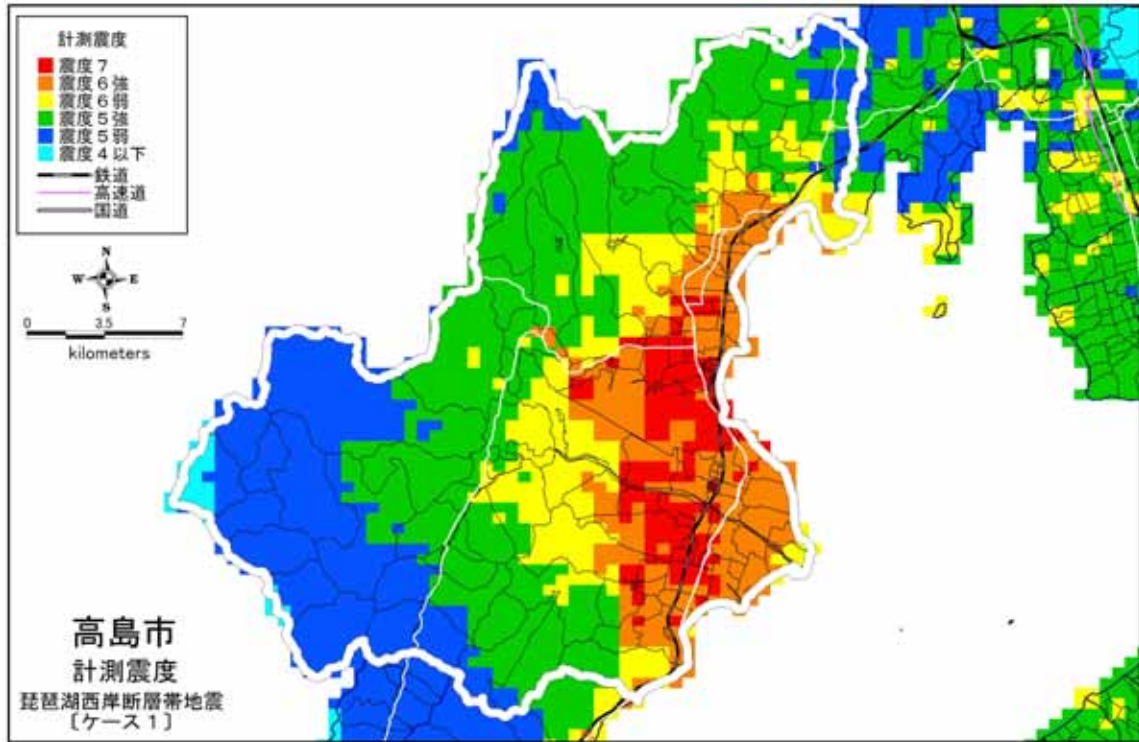 計測震度
震度７
震度６強
震度６弱
震度５強
震度５弱
震度４以下
鉄道
高速道
国道
N
W E
S
0 3.5 7
kilometers
高島市
計測震度
琵琶湖西岸断層帯地震
〔ケース１〕